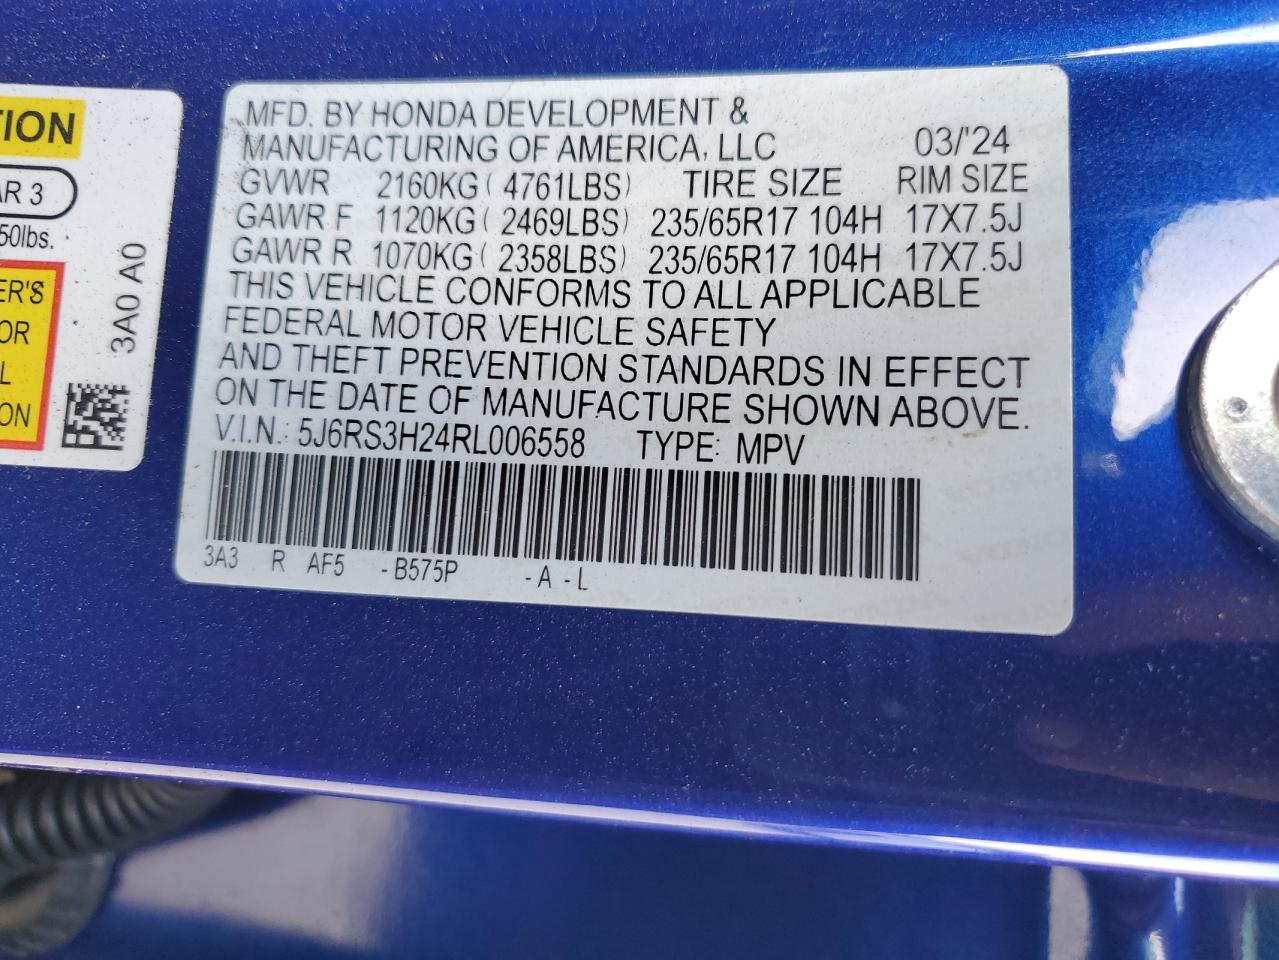 TION
AR 3
50lbs.
ER'S
OR
L
ION
3A0 A0
MFD. BY HONDA DEVELOPMENT &
MANUFACTURING OF AMERICA, LLC 03/'24
GVWR 2160KG ( 4761LBS) TIRE SIZE RIM SIZE
GAWR F 1120KG ( 2469LBS) 235/65R17 104H 17X7.5J
GAWR R 1070KG ( 2358LBS) 235/65R17 104H 17X7.5J
THIS VEHICLE CONFORMS TO ALL APPLICABLE
FEDERAL MOTOR VEHICLE SAFETY
AND THEFT PREVENTION STANDARDS IN EFFECT
ON THE DATE OF MANUFACTURE SHOWN ABOVE.
V.I.N.: 5J6RS3H24RL006558 TYPE: MPV
3A3 R AF5 -B575P -A -L